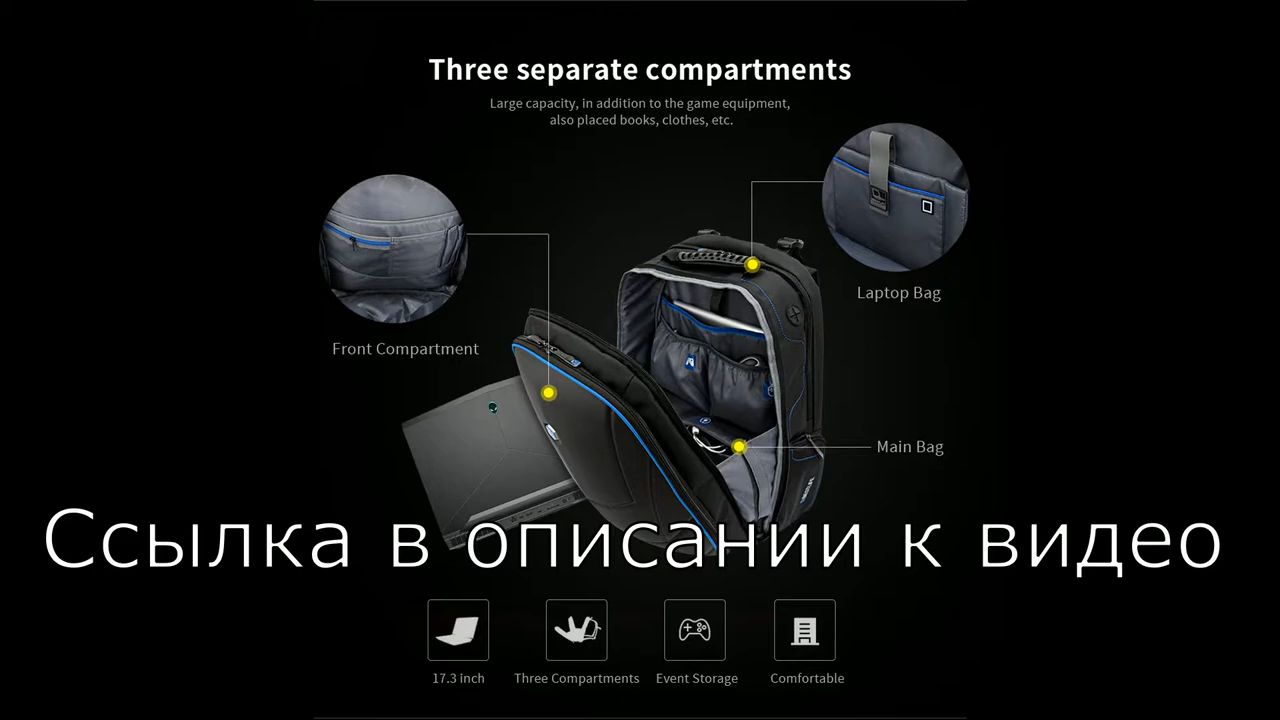 Three separate compartments
Large capacity, in addition to the game equipment,
also placed books, clothes, etc.
Laptop Bag
Front Compartment
Main Bag
Ссылка в описании к видео
17.3 inch
Three Compartments
Event Storage
Comfortable